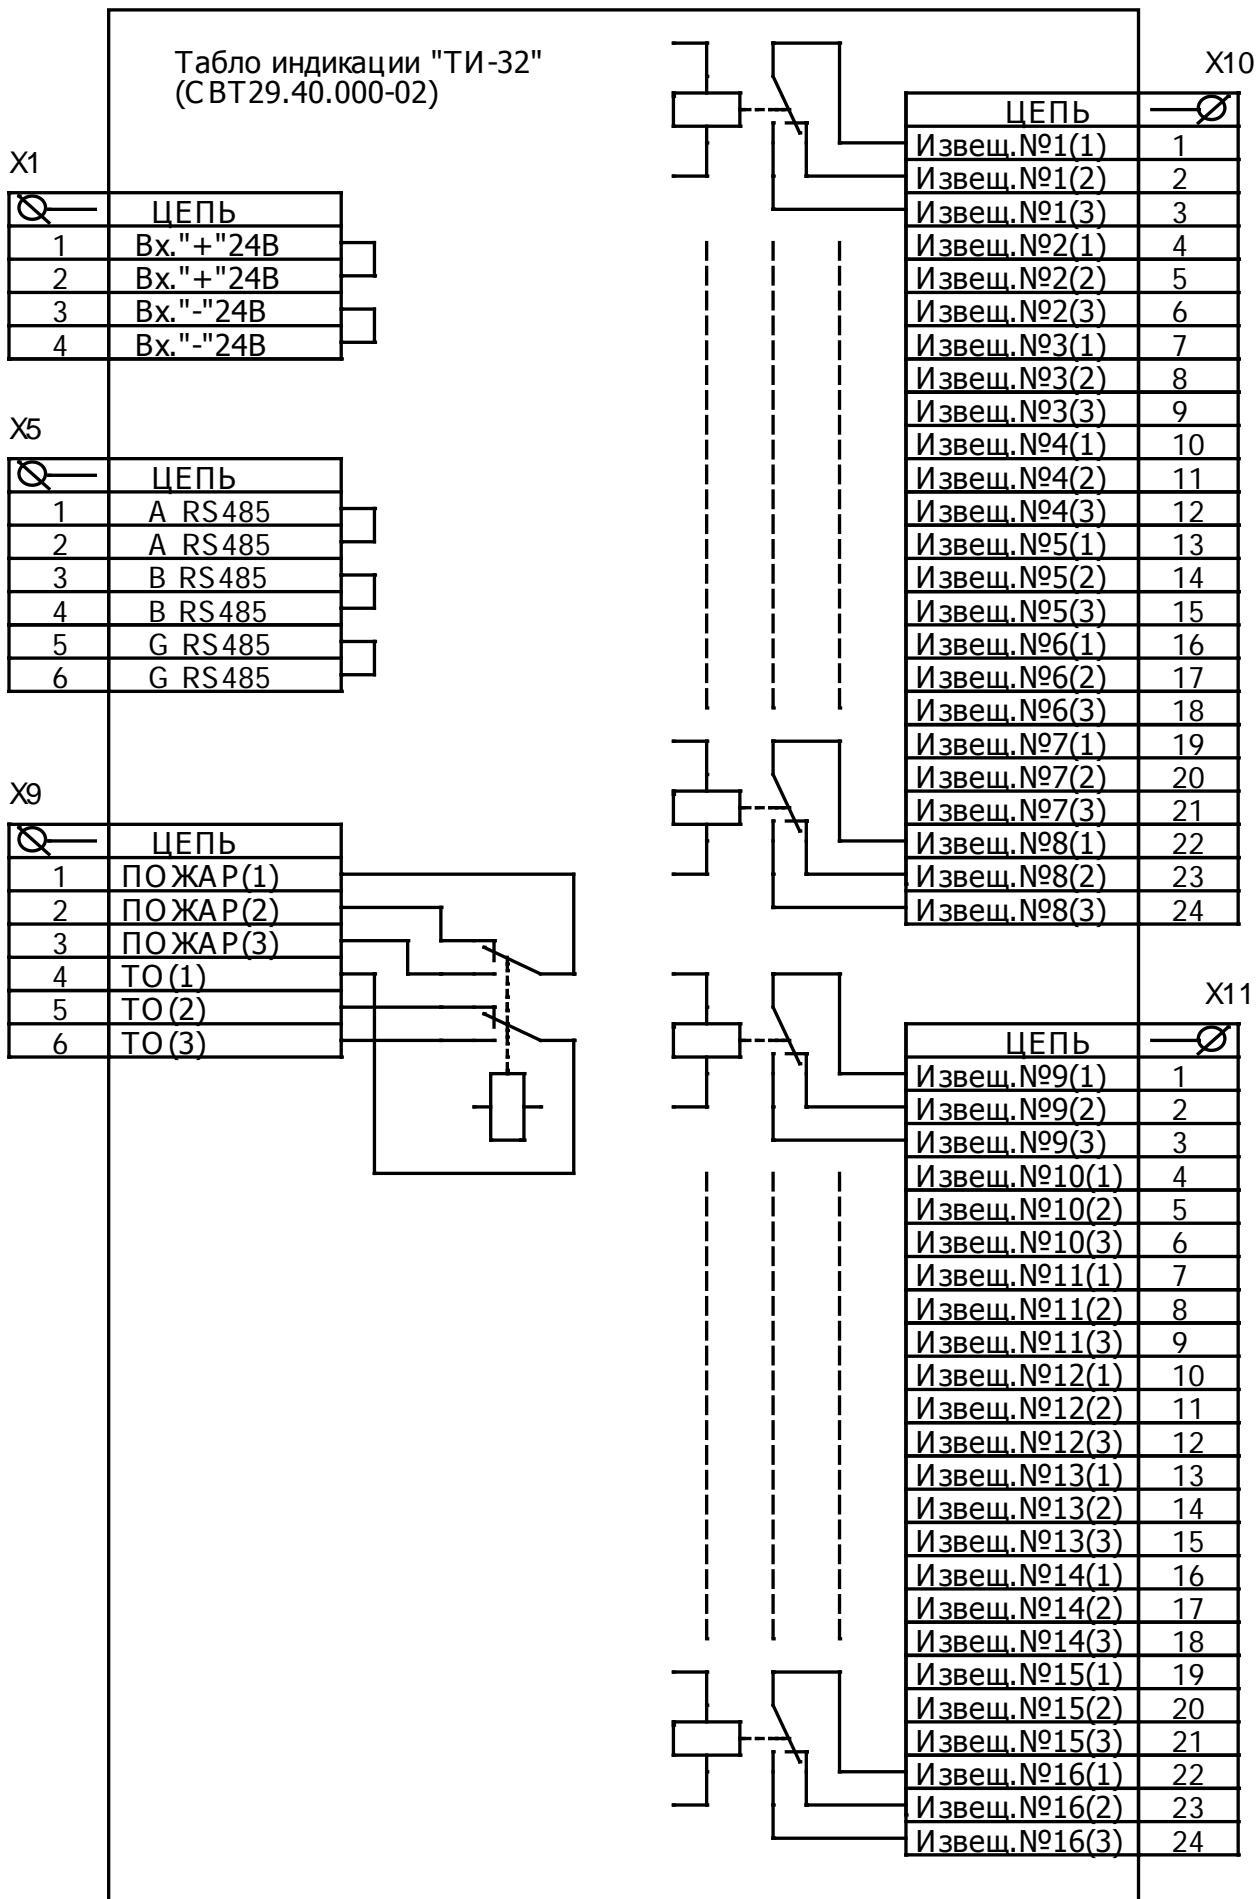 Табло индикации "ТИ-32"
(СВТ29.40.000-02)
X1
ЦЕПЬ
1 Вх."+"24В
2 Вх."+"24В
3 Вх."-"24В
4 Вх."-"24В
X5
ЦЕПЬ
1 A RS485
2 A RS485
3 B RS485
4 B RS485
5 G RS485
6 G RS485
X9
ЦЕПЬ
1 ПОЖАР(1)
2 ПОЖАР(2)
3 ПОЖАР(3)
4 ТО(1)
5 ТО(2)
6 ТО(3)
X10
ЦЕПЬ
Извещ.№1(1) 1
Извещ.№1(2) 2
Извещ.№1(3) 3
Извещ.№2(1) 4
Извещ.№2(2) 5
Извещ.№2(3) 6
Извещ.№3(1) 7
Извещ.№3(2) 8
Извещ.№3(3) 9
Извещ.№4(1) 10
Извещ.№4(2) 11
Извещ.№4(3) 12
Извещ.№5(1) 13
Извещ.№5(2) 14
Извещ.№5(3) 15
Извещ.№6(1) 16
Извещ.№6(2) 17
Извещ.№6(3) 18
Извещ.№7(1) 19
Извещ.№7(2) 20
Извещ.№7(3) 21
Извещ.№8(1) 22
Извещ.№8(2) 23
Извещ.№8(3) 24
X11
ЦЕПЬ
Извещ.№9(1) 1
Извещ.№9(2) 2
Извещ.№9(3) 3
Извещ.№10(1) 4
Извещ.№10(2) 5
Извещ.№10(3) 6
Извещ.№11(1) 7
Извещ.№11(2) 8
Извещ.№11(3) 9
Извещ.№12(1) 10
Извещ.№12(2) 11
Извещ.№12(3) 12
Извещ.№13(1) 13
Извещ.№13(2) 14
Извещ.№13(3) 15
Извещ.№14(1) 16
Извещ.№14(2) 17
Извещ.№14(3) 18
Извещ.№15(1) 19
Извещ.№15(2) 20
Извещ.№15(3) 21
Извещ.№16(1) 22
Извещ.№16(2) 23
Извещ.№16(3) 24